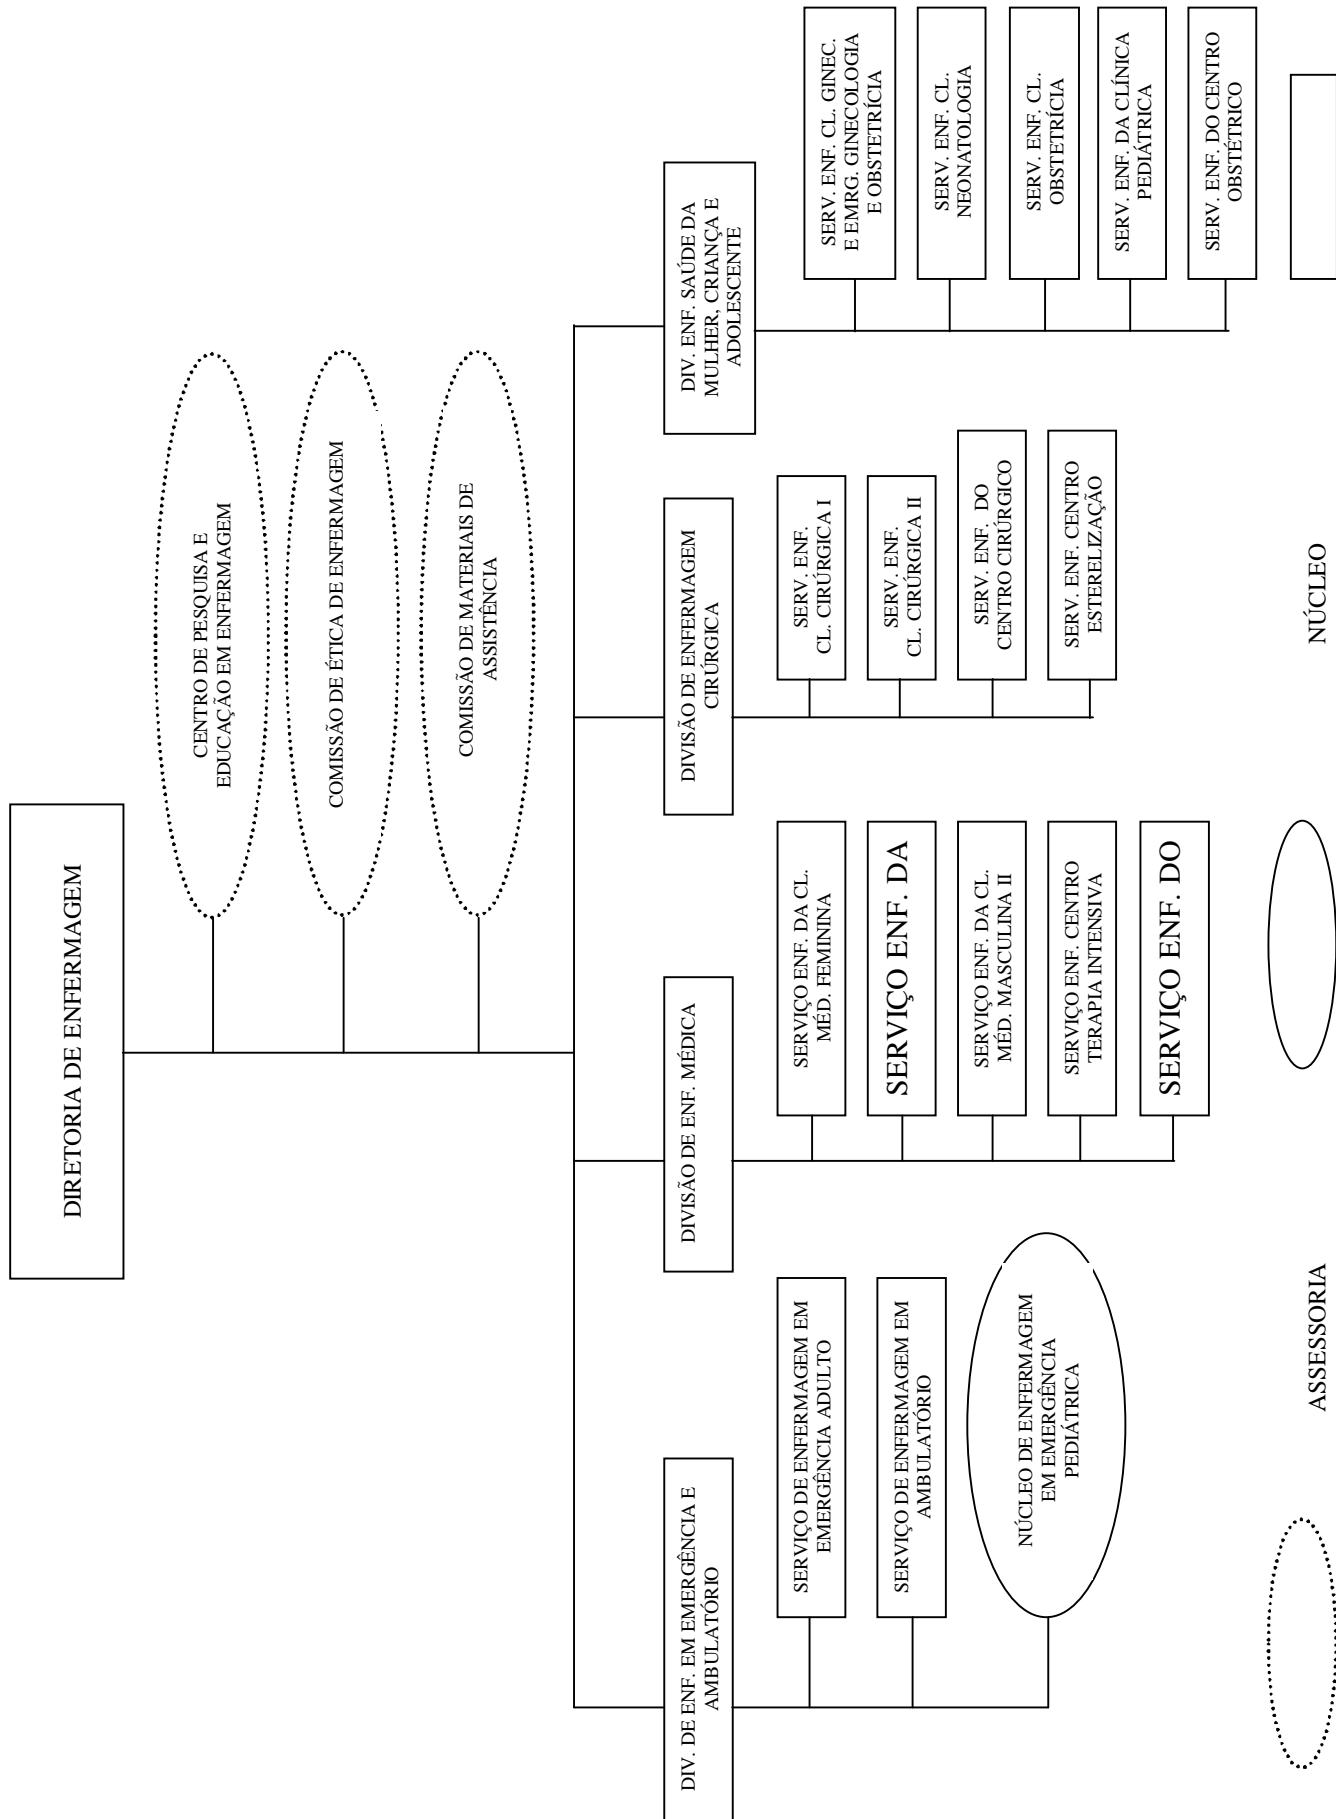 DIRETORIA DE ENFERMAGEM
CENTRO DE PESQUISA E
EDUCAÇÃO EM ENFERMAGEM
COMISSÃO DE ÉTICA DE ENFERMAGEM
COMISSÃO DE MATERIAIS DE
ASSISTÊNCIA
DIV. DE ENF. EM EMERGÊNCIA E
AMBULATÓRIO
SERVIÇO DE ENFERMAGEM EM
EMERGÊNCIA ADULTO
SERVIÇO DE ENFERMAGEM EM
AMBULATÓRIO
NÚCLEO DE ENFERMAGEM
EM EMERGÊNCIA
PEDIÁTRICA
DIVISÃO DE ENF. MÉDICA
SERVIÇO ENF. DA CL.
MÉD. FEMININA
SERVIÇO ENF. DA
SERVIÇO ENF. DA CL.
MÉD. MASCULINA II
SERVIÇO ENF. CENTRO
TERAPIA INTENSIVA
SERVIÇO ENF. DO
DIVISÃO DE ENFERMAGEM
CIRÚRGICA
SERV. ENF.
CL. CIRÚRGICA I
SERV. ENF.
CL. CIRÚRGICA II
SERV. ENF. DO
CENTRO CIRÚRGICO
SERV. ENF. CENTRO
ESTERELIZAÇÃO
DIV. ENF. SAÚDE DA
MULHER, CRIANÇA E
ADOLESCENTE
SERV. ENF. CL. GINEC.
E EMRG. GINECOLOGIA
E OBSTETRÍCIA
SERV. ENF. CL.
NEONATOLOGIA
SERV. ENF. CL.
OBSTETRÍCIA
SERV. ENF. DA CLÍNICA
PEDIÁTRICA
SERV. ENF. DO CENTRO
OBSTÉTRICO
ASSESSORIA
NÚCLEO